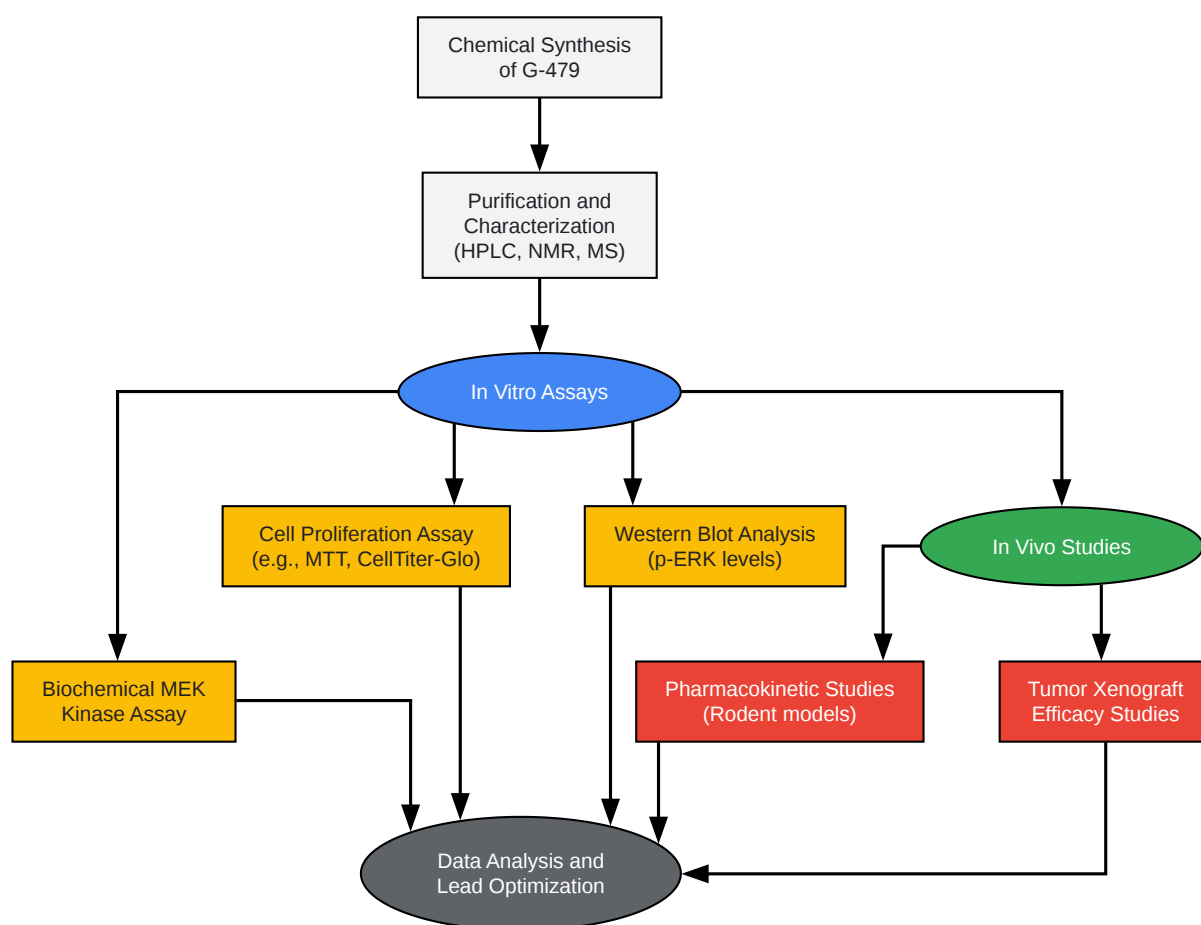 Chemical Synthesis
of G-479
Purification and
Characterization
(HPLC, NMR, MS)
In Vitro Assays
Cell Proliferation Assay
(e.g., MTT, CellTiter-Glo)
Western Blot Analysis
(p-ERK levels)
In Vivo Studies
Biochemical MEK
Kinase Assay
Pharmacokinetic Studies
(Rodent models)
Tumor Xenograft
Efficacy Studies
Data Analysis and
Lead Optimization